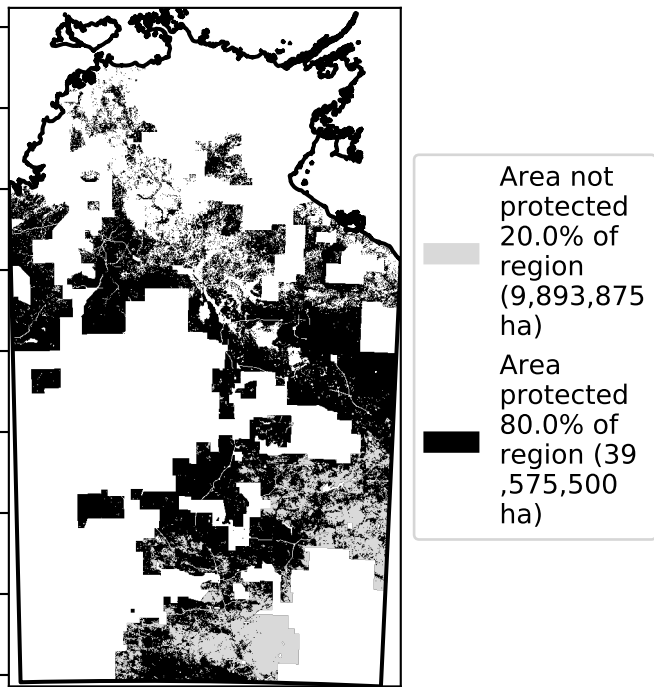 Area not
protected
20.0% of
region
(9,893,875
ha)
Area
protected
80.0% of
region (39
,575,500
ha)